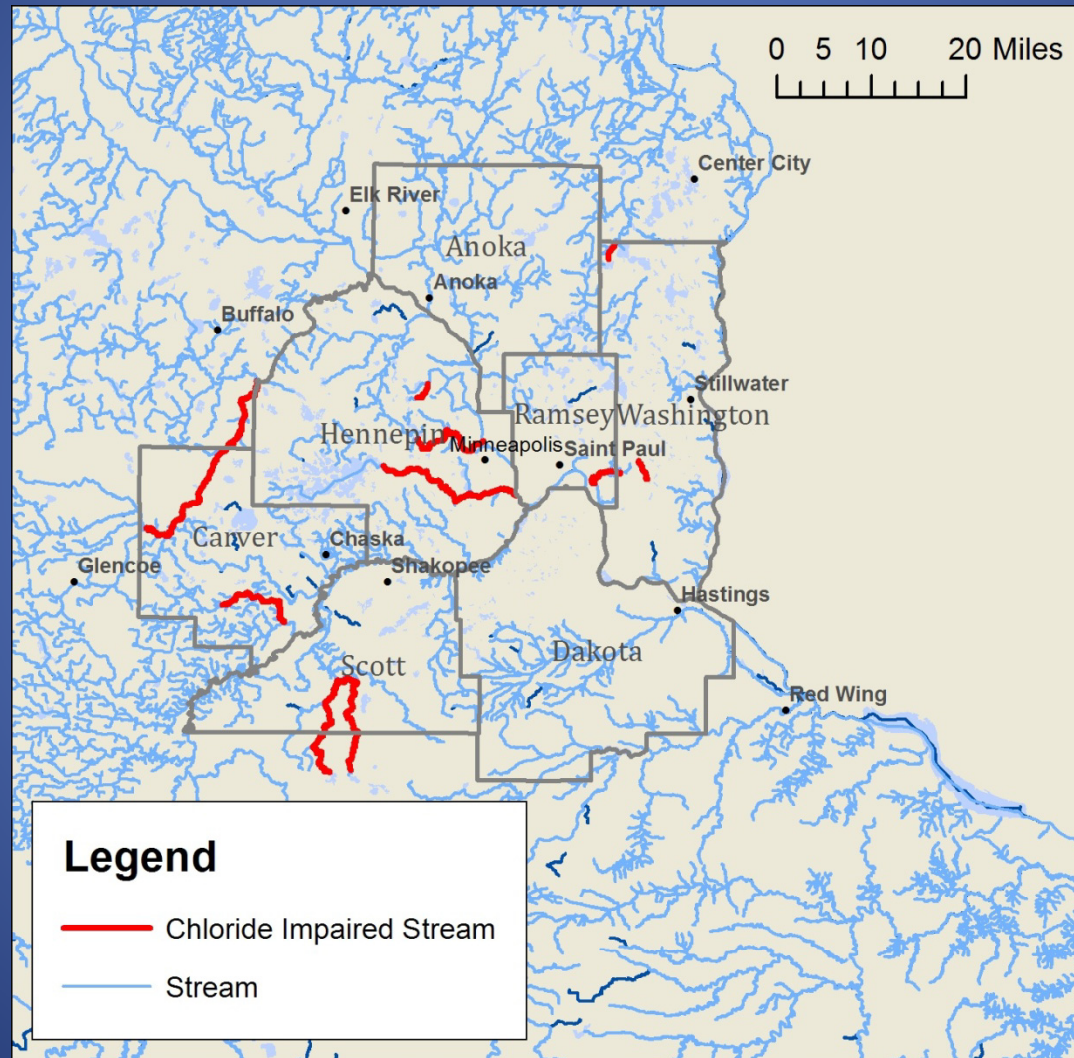 0 5 10 20 Miles
Center City
Elk River
Anoka
Anoka
Buffalo
Stillwater
Ramsey
Washington
Hennepin
Minneapolis
Saint Paul
Carver
Chaska
Glencoe
Shakopee
Hastings
Dakota
Scott
Red Wing
Legend
Chloride Impaired Stream
Stream